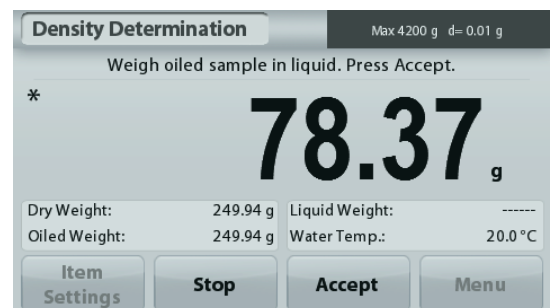 Density Determination Max 4200 g d= 0.01 g
Weigh oiled sample in liquid. Press Accept.
*
78.37 g
Dry Weight: 249.94 g Liquid Weight: ------
Oiled Weight: 249.94 g Water Temp.: 20.0 °C
Item Settings Stop Accept Menu